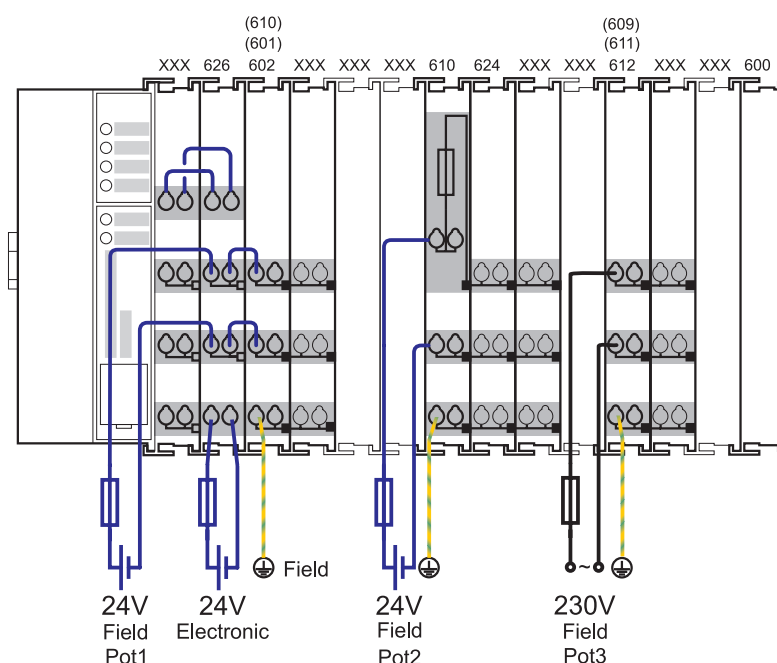 (610) (609)
(601) (611)
XXX 626 602 XXX XXX XXX 610 624 XXX XXX 612 XXX XXX 600
~
Field
24V 24V 24V 230V
Field Electronic Field Field
Pot1 Pot2 Pot3